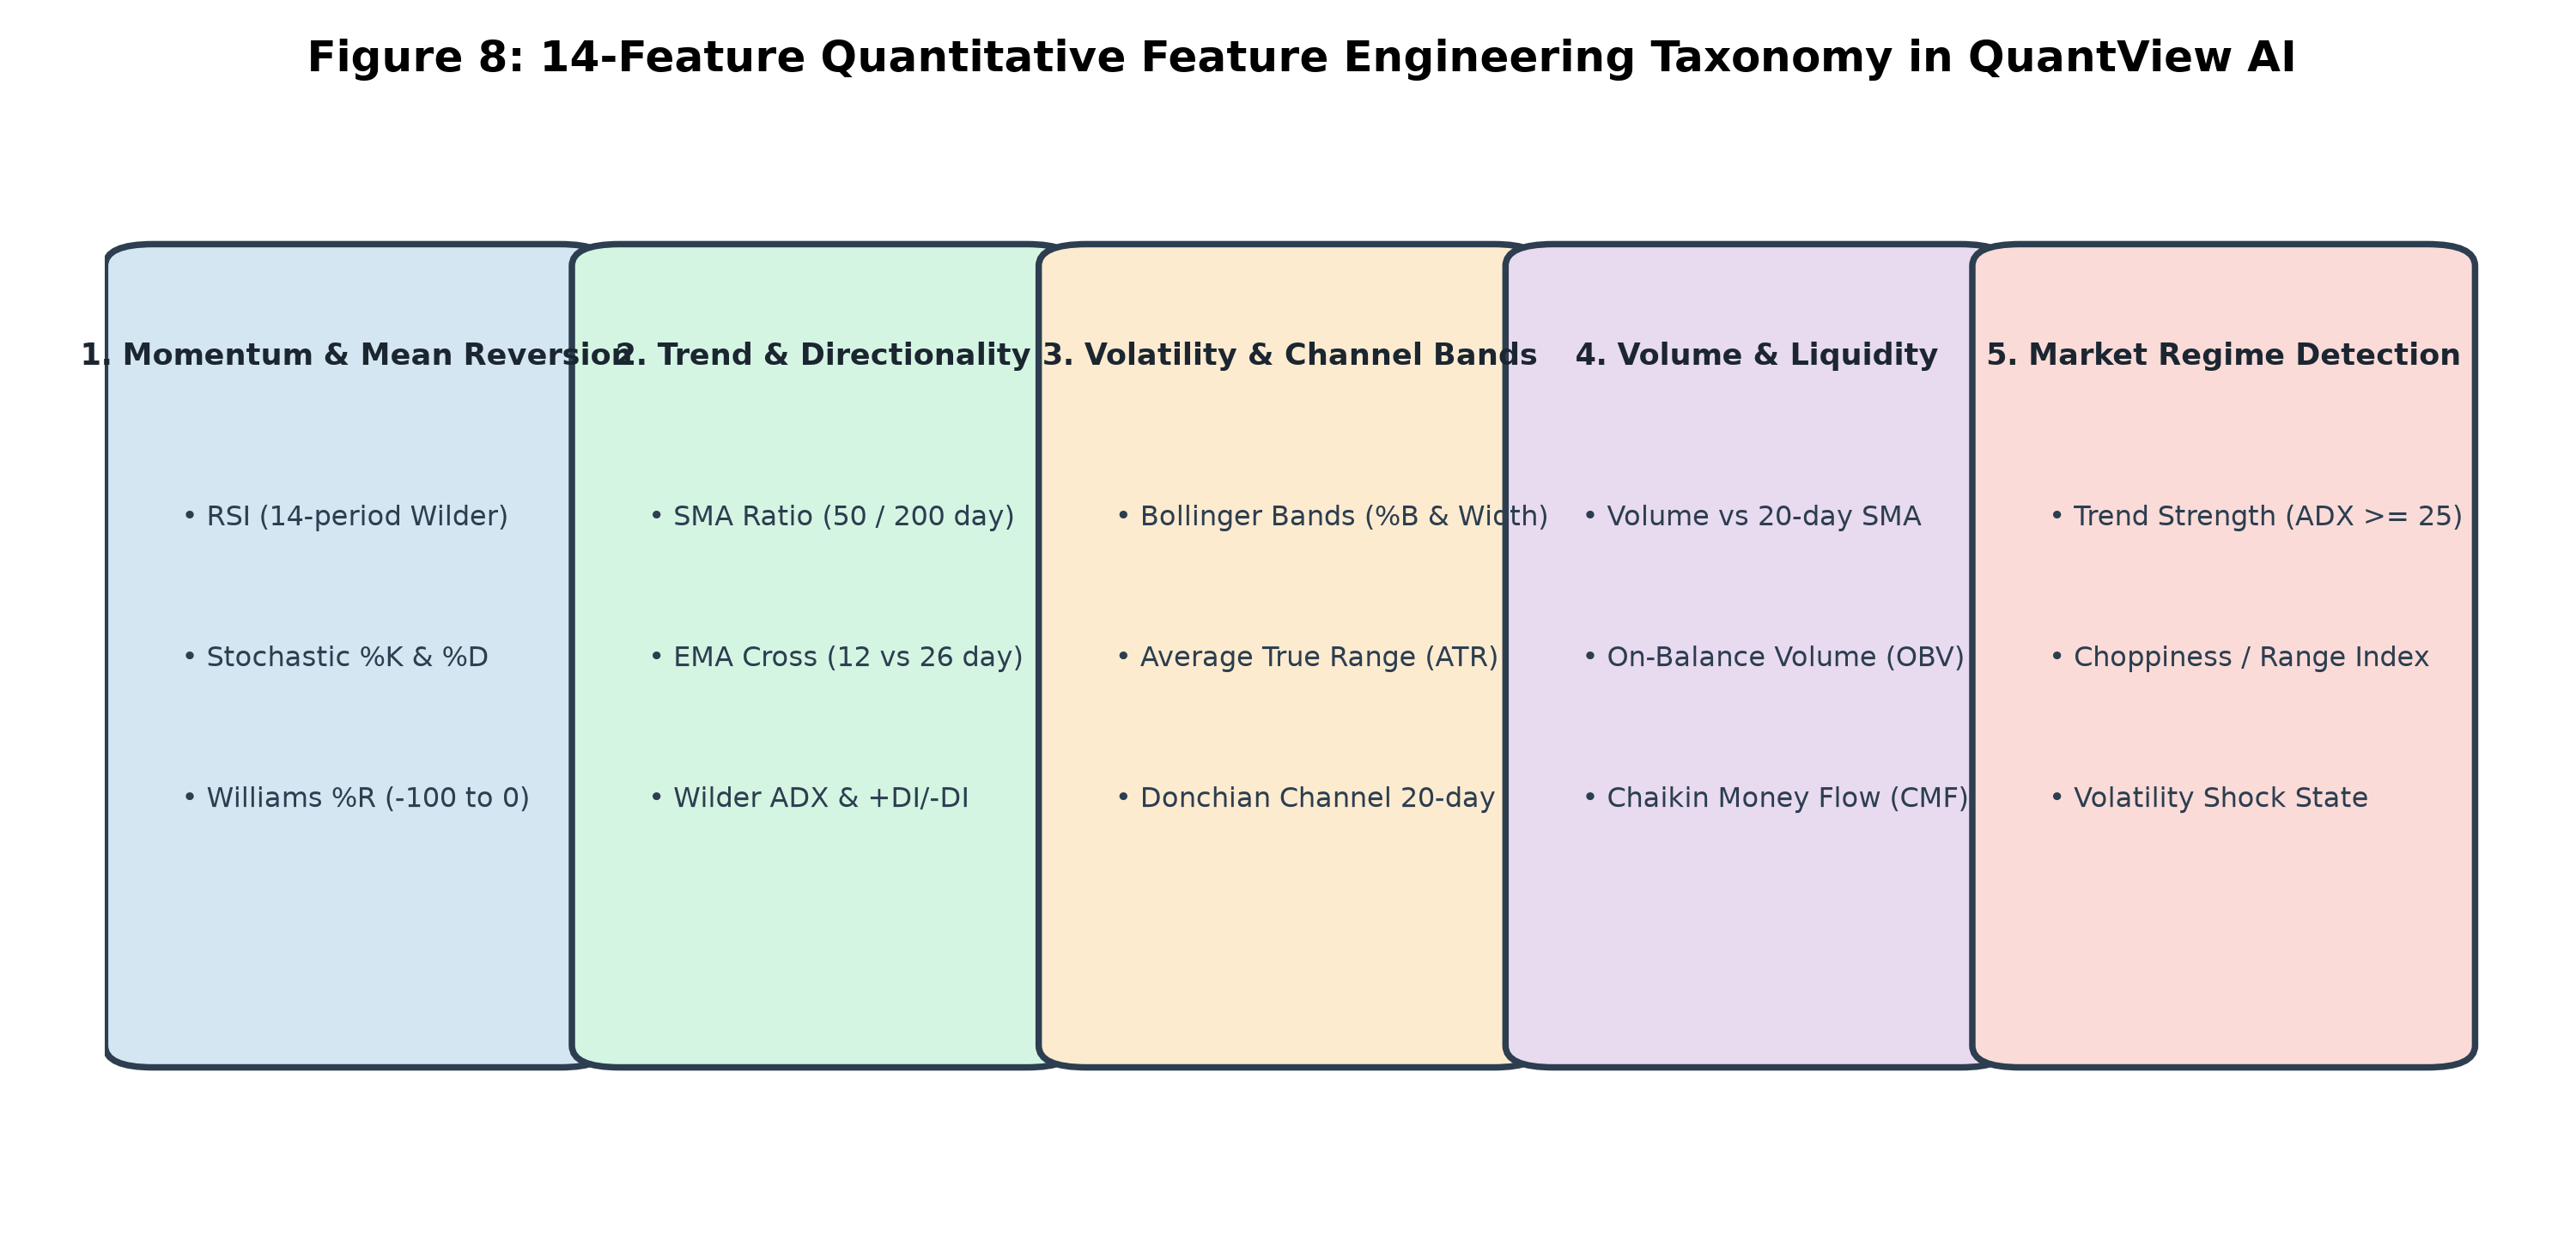 Figure 8: 14-Feature Quantitative Feature Engineering Taxonomy in QuantView AI
1. Momentum & Mean Reversion
• RSI (14-period Wilder)
• Stochastic %K & %D
• Williams %R (-100 to 0)
2. Trend & Directionality
• SMA Ratio (50 / 200 day)
• EMA Cross (12 vs 26 day)
• Wilder ADX & +DI/-DI
3. Volatility & Channel Bands
• Bollinger Bands (%B & Width)
• Average True Range (ATR)
• Donchian Channel 20-day
4. Volume & Liquidity
• Volume vs 20-day SMA
• On-Balance Volume (OBV)
• Chaikin Money Flow (CMF)
5. Market Regime Detection
• Trend Strength (ADX >= 25)
• Choppiness / Range Index
• Volatility Shock State